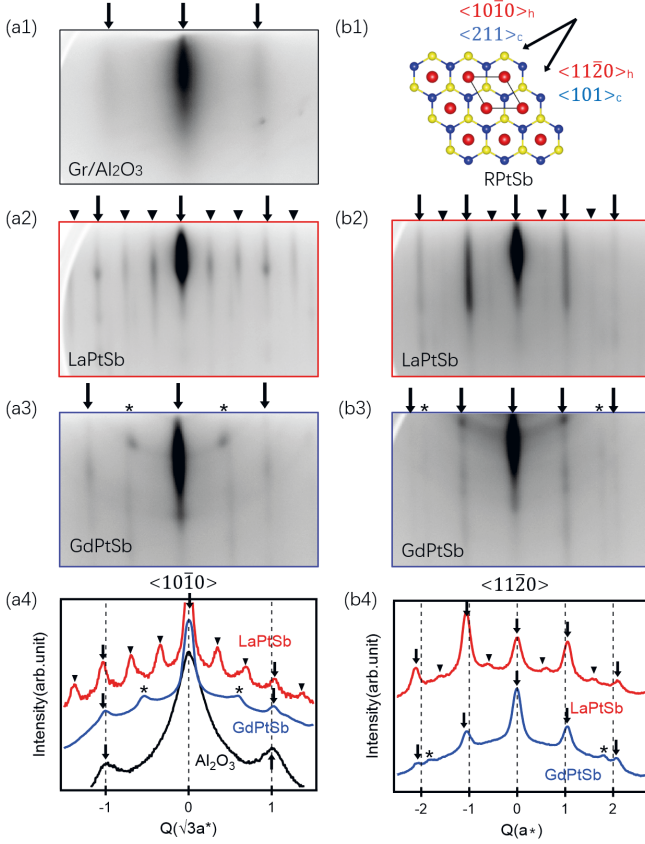 (a1)
Gr/Al2O3
(b1)
<101̅0>h
<211>c
<112̅0>h
<101>c
RPtSb
(a2)
LaPtSb
(b2)
LaPtSb
(a3)
* *
GdPtSb
(b3)
* *
GdPtSb
(a4)
<101̅0>
Intensity(arb.unit)
LaPtSb
* *
GdPtSb
Al₂O₃
-1 0 1
Q(√3a*)
(b4)
<112̅0>
Intensity(arb.unit)
LaPtSb
* *
GdPtSb
-2 -1 0 1 2
Q(a*)